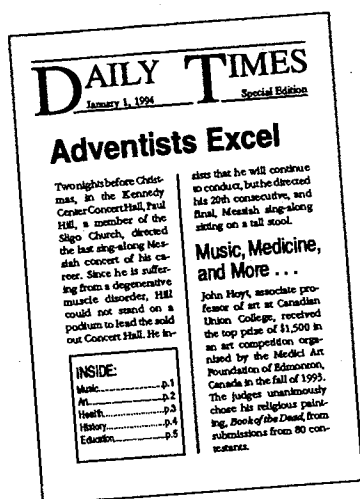 DAILY TIMES
January 1, 1994
Special Edition
Adventists Excel
Two nights before Christ-
mas, in the Kennedy
Center Concert Hall, Paul
Hill, a member of the
Sligo Church, directed
the last sing-along Mes-
siah concert of his ca-
reer. Since he is suffer-
ing from a degenerative
muscle disorder, Hill
could not stand on a
podium to lead the sold
out Concert Hall. He in-
sists that he will continue
to conduct, but he directed
his 20th consecutive, and
final, Messiah sing-along
sitting on a tall stool.
Music, Medicine,
and More . . .
John Hoyt, associate pro-
fessor of art at Canadian
Union College, received
the top prize of $1,500 in
an art competition orga-
nized by the Medici Art
Foundation of Edmonton,
Canada in the fall of 1993.
The judges unanimously
chose his religious paint-
ing, Book of the Dead, from
submissions from 80 con-
testants.
INSIDE:
Music.....................p.1
Art.........................p.2
Health....................p.3
History...................p.4
Education...............p.5